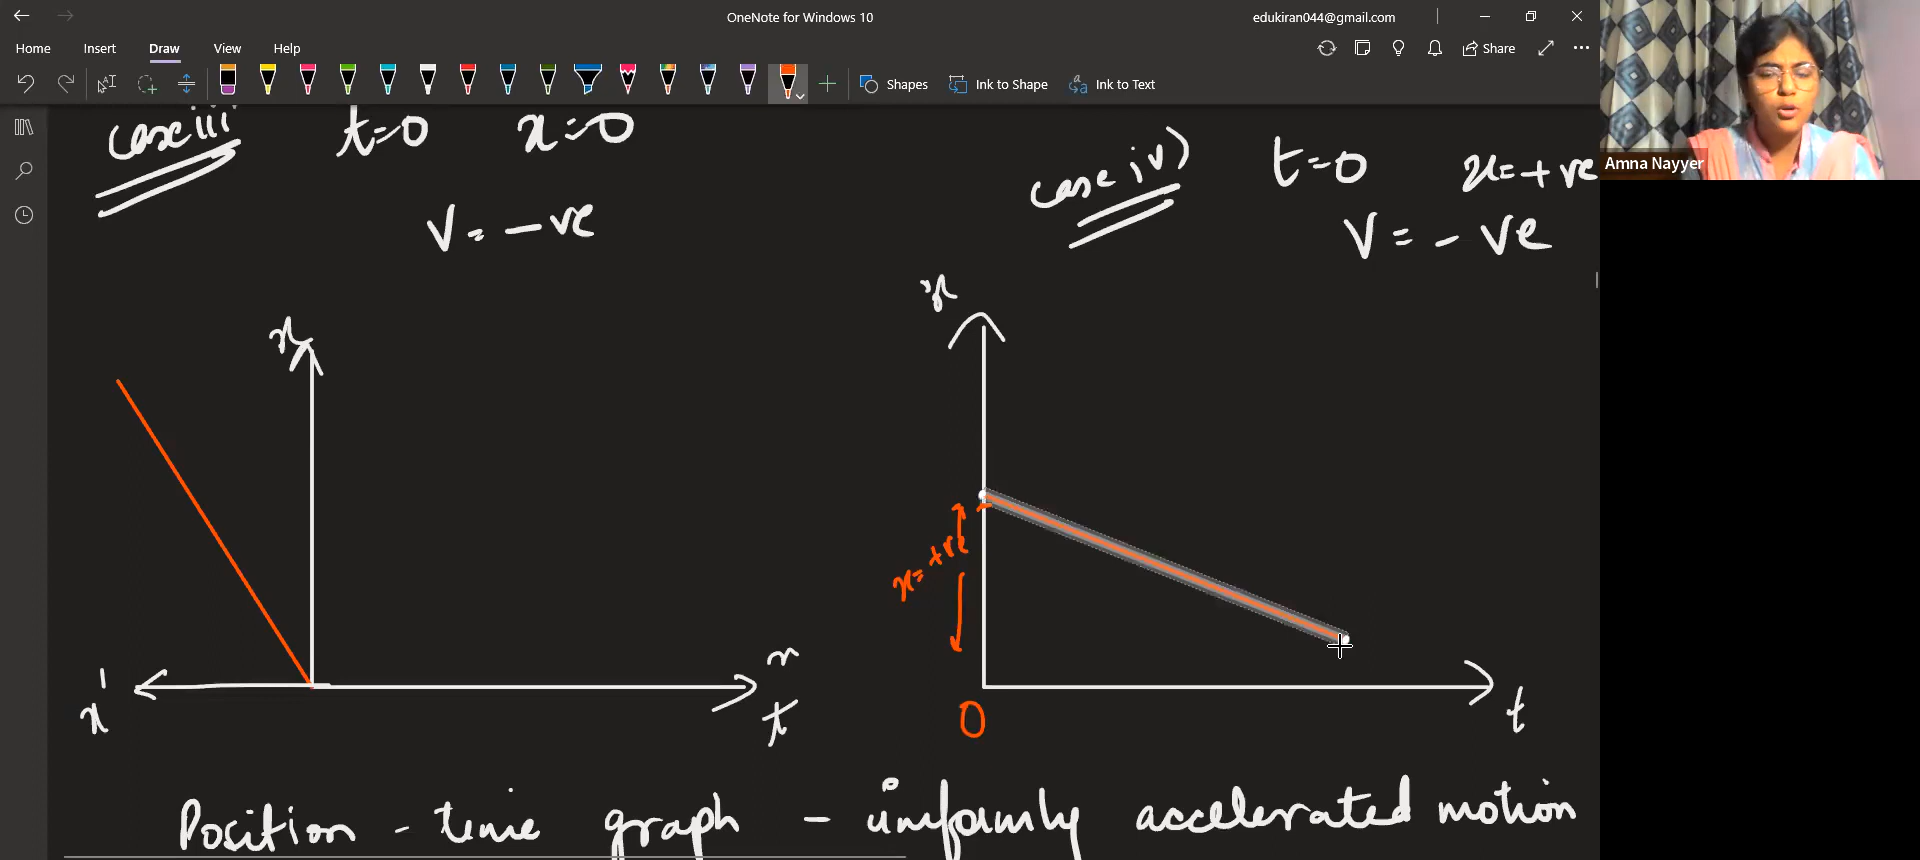 OneNote for Windows 10
edukiran044@gmail.com
Home Insert Draw View Help
Share
Shapes Ink to Shape Ink to Text
Amna Nayyer
case iii
t=0 x=0
V = -ve
case iv)
t=0 x=+ve
V = - ve
x
x
x = +ve
x'
t
0
t
Position - time graph - uniformly accelerated motion